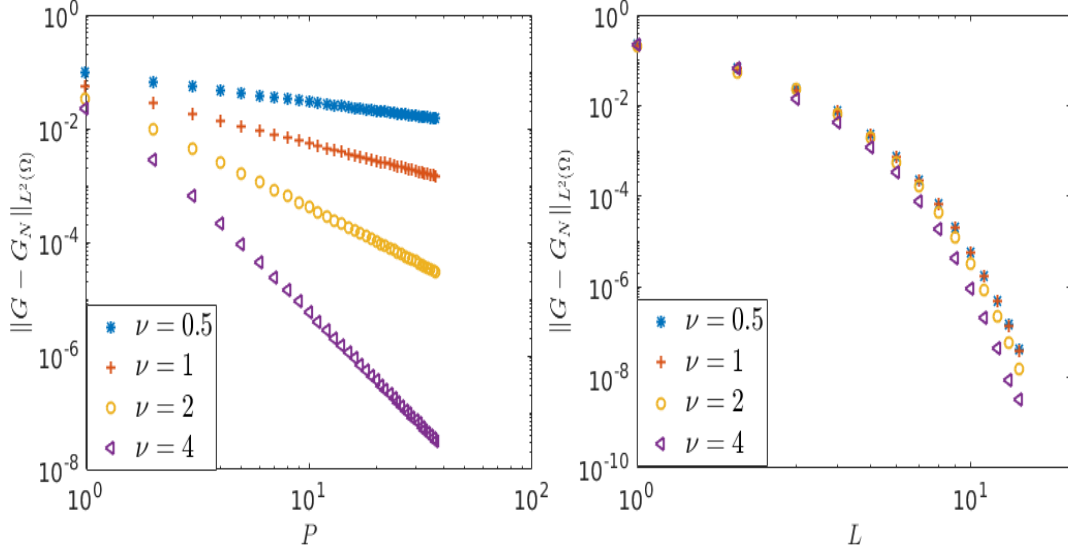 10^0
10^-2
10^-4
10^-6
10^-8
‖G − G_N‖_{L²(Ω)}
ν = 0.5
ν = 1
ν = 2
ν = 4
10^0 10^1 10^2
P
10^0
10^-2
10^-4
10^-6
10^-8
10^-10
‖G − G_N‖_{L²(Ω)}
ν = 0.5
ν = 1
ν = 2
ν = 4
10^0 10^1
L